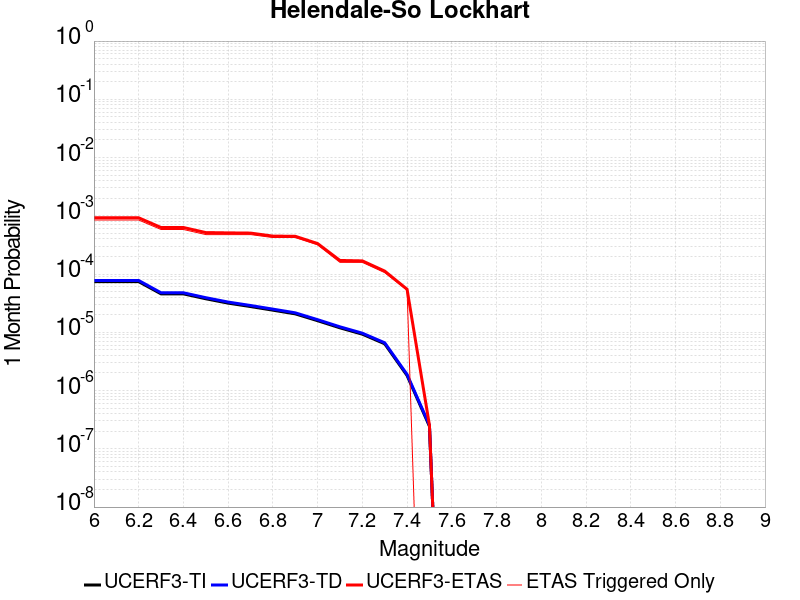 Helendale-So Lockhart
10 0
10 -1
10 -2
10 -3
10 -4
10 -5
10 -6
10 -7
10 -8
1 Month Probability
6 6.2 6.4 6.6 6.8 7 7.2 7.4 7.6 7.8 8 8.2 8.4 8.6 8.8 9
Magnitude
UCERF3-TI UCERF3-TD UCERF3-ETAS ETAS Triggered Only